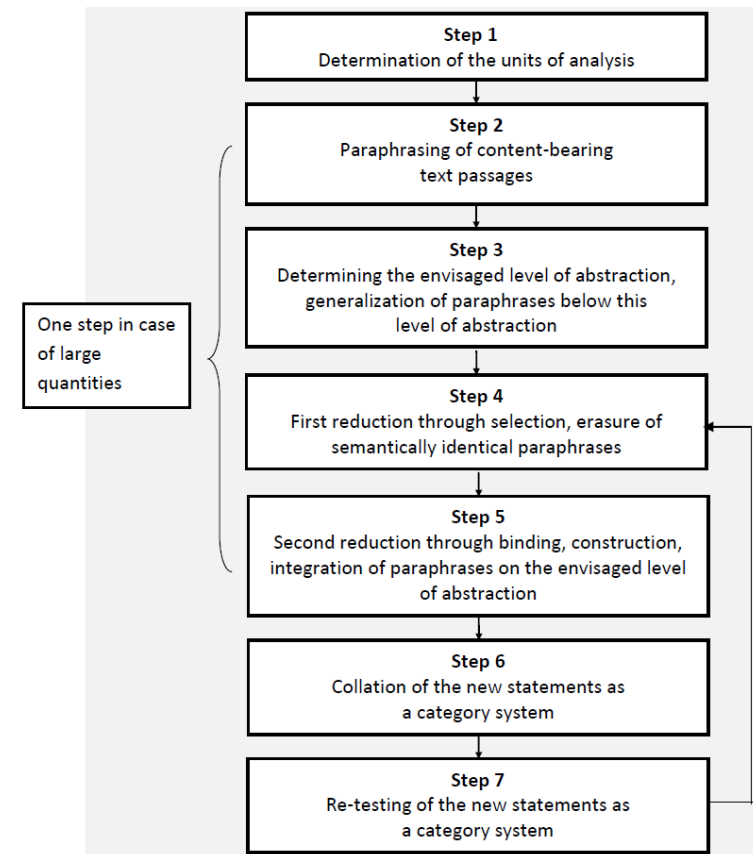 Step 1
Determination of the units of analysis
Step 2
Paraphrasing of content-bearing
text passages
Step 3
Determining the envisaged level of abstraction,
generalization of paraphrases below this
level of abstraction
One step in case
of large
quantities
Step 4
First reduction through selection, erasure of
semantically identical paraphrases
Step 5
Second reduction through binding, construction,
integration of paraphrases on the envisaged level
of abstraction
Step 6
Collation of the new statements as
a category system
Step 7
Re-testing of the new statements as
a category system